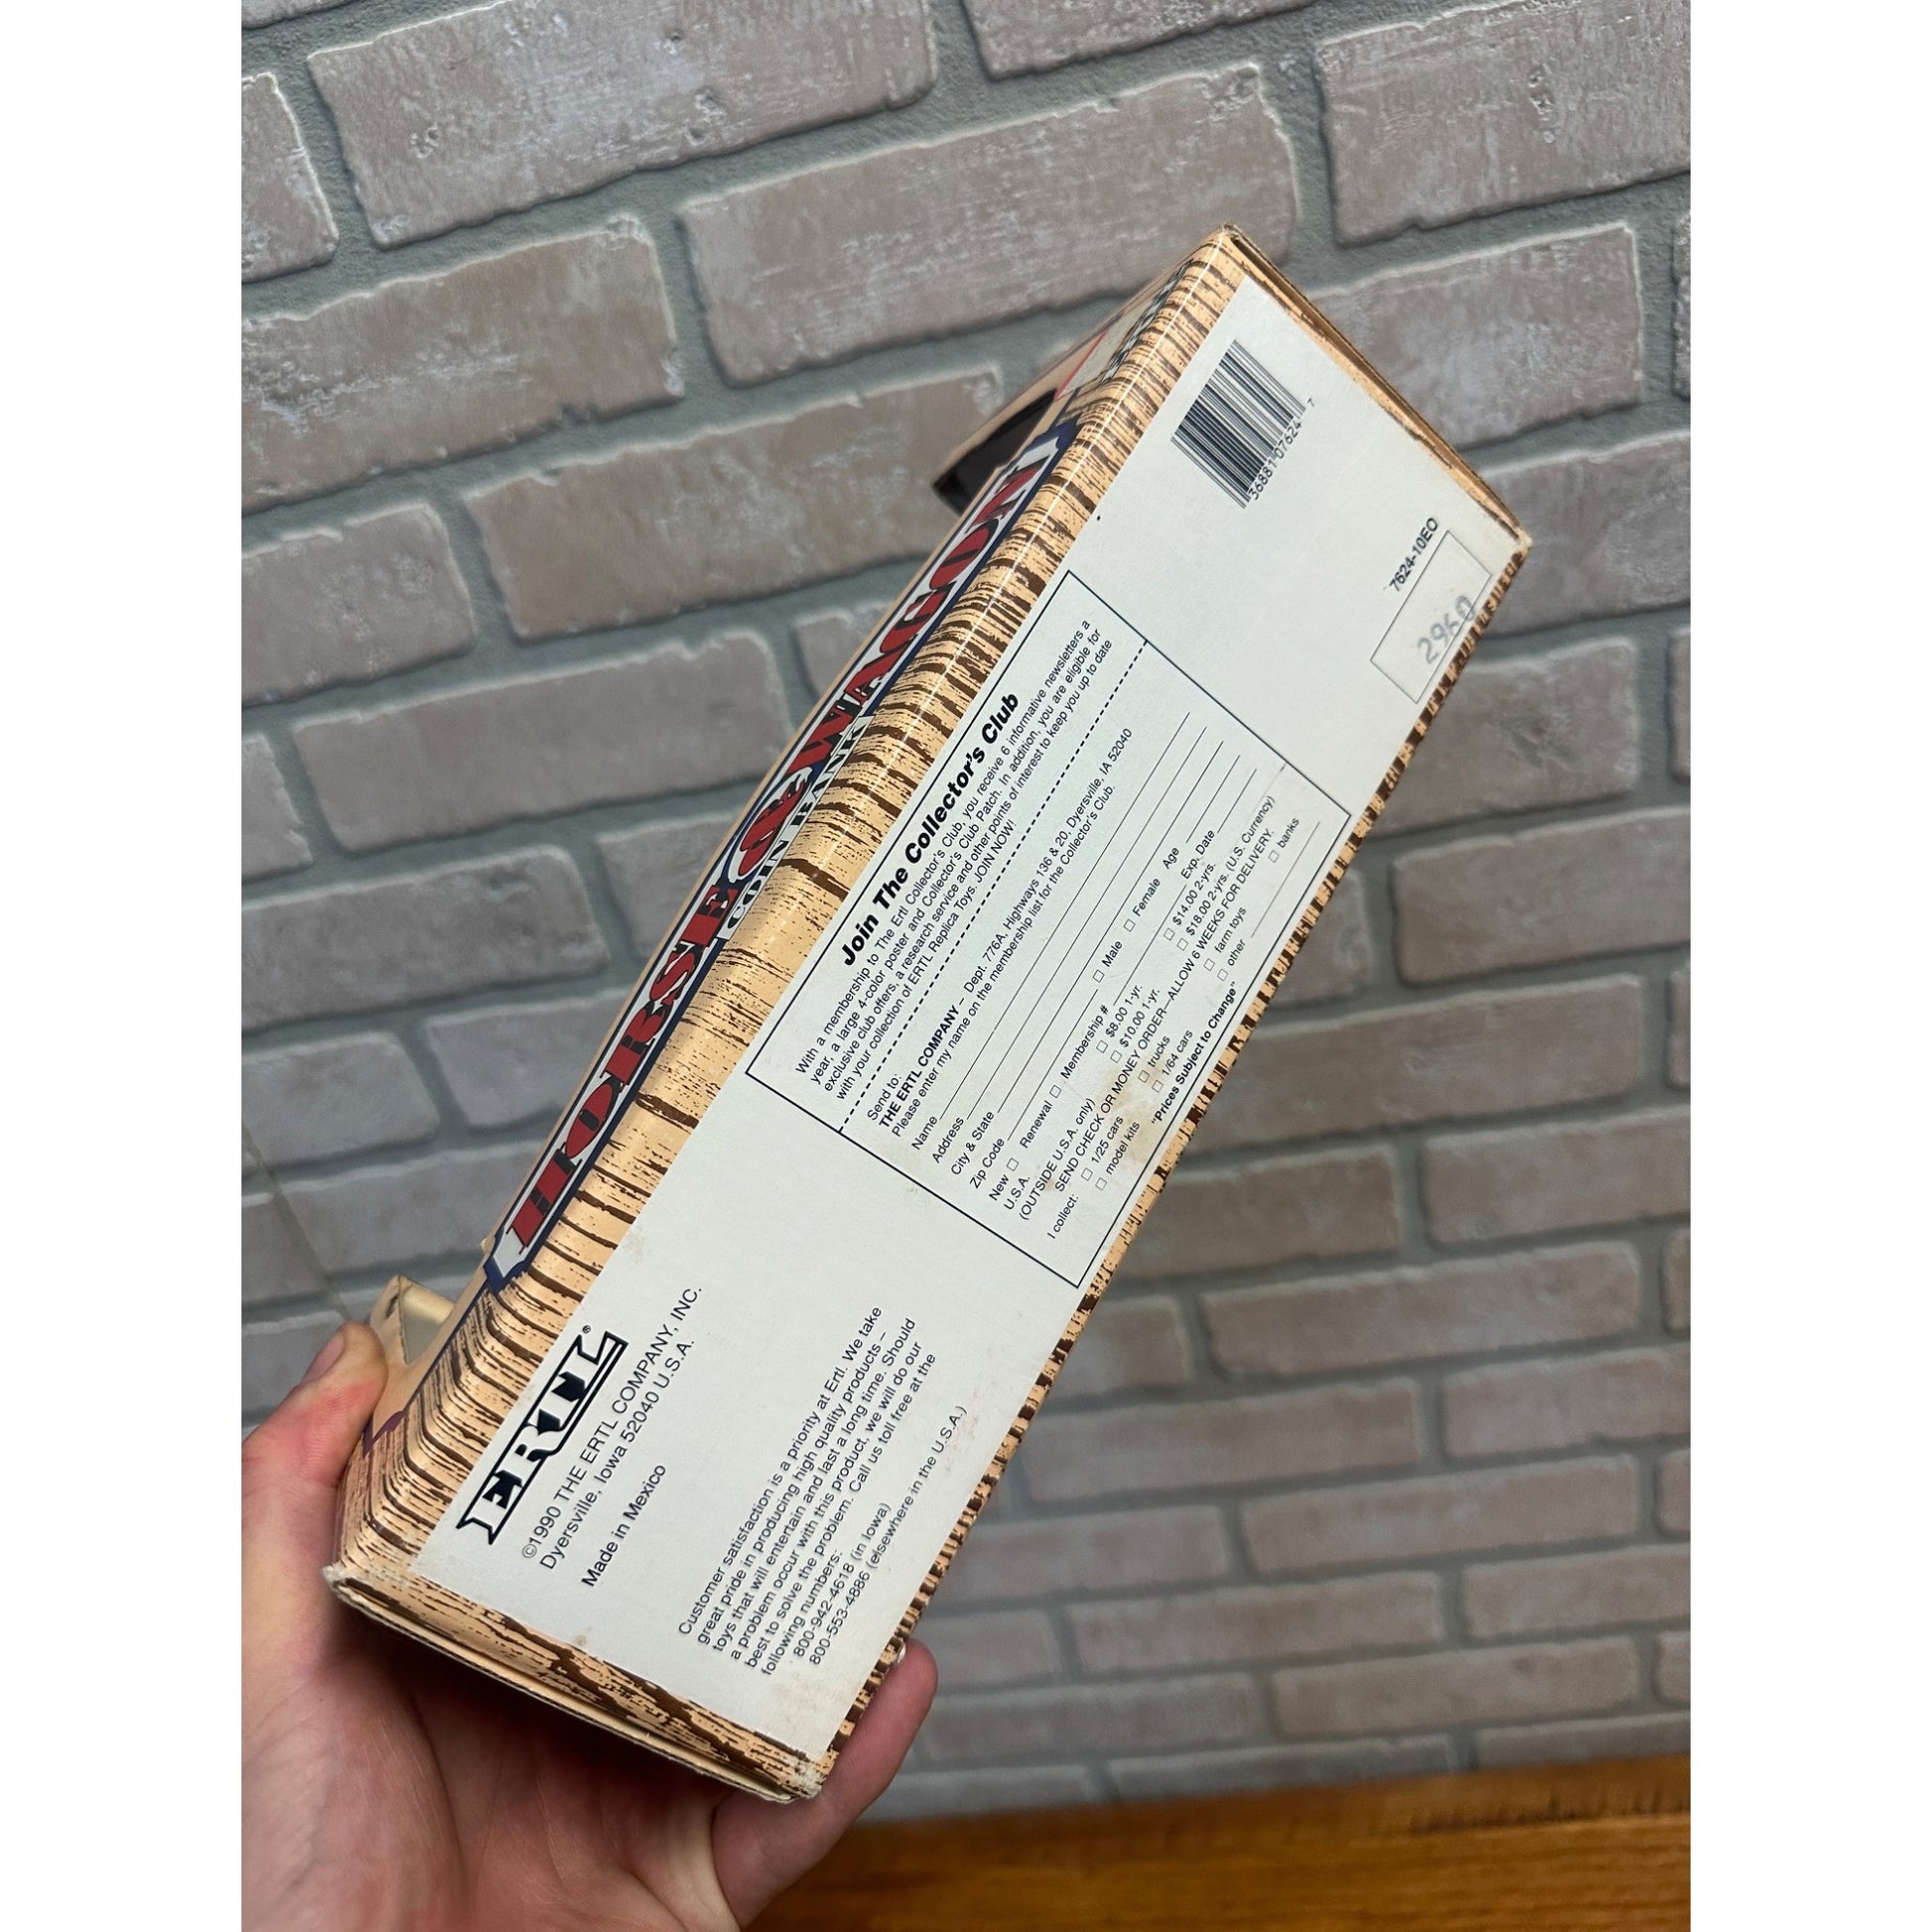 HORSE & WAGON
COIN BANK
ERTL®
©1990 THE ERTL COMPANY, INC.
Dyersville, Iowa 52040 U.S.A.
Made in Mexico
Customer satisfaction is a priority at Ertl. We take
great pride in producing high quality products –
toys that will entertain and last a long time. Should
a problem occur with this product, we will do our
best to solve the problem. Call us toll free at the
following numbers:
800-942-4618 (in Iowa)
800-553-4886 (elsewhere in the U.S.A.)
Join The Collector's Club
With a membership to The Ertl Collector's Club, you receive 6 informative newsletters a
year, a large 4-color poster and Collector's Club Patch. In addition, you are eligible for
exclusive club offers, a research service and other points of interest to keep you up to date
with your collection of ERTL Replica Toys. JOIN NOW!
Send to:
THE ERTL COMPANY – Dept. 776A, Highways 136 & 20, Dyersville, IA 52040
Please enter my name on the membership list for the Collector's Club.
Name
Address
City & State
Zip Code Age
New Renewal Membership # Male Female Exp. Date
U.S.A. $8.00 1-yr. $14.00 2-yrs.
(OUTSIDE U.S.A. only) $10.00 1-yr. $18.00 2-yrs. (U.S. Currency)
SEND CHECK OR MONEY ORDER—ALLOW 6 WEEKS FOR DELIVERY.
I collect: 1/25 cars trucks farm toys banks
model kits 1/64 cars other
"Prices Subject to Change"
36881 07624 7
7624-10EO
2960